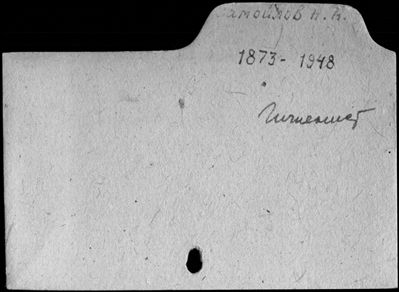 Самойлов Н. Н.
1873 - 1948
Гигиенист